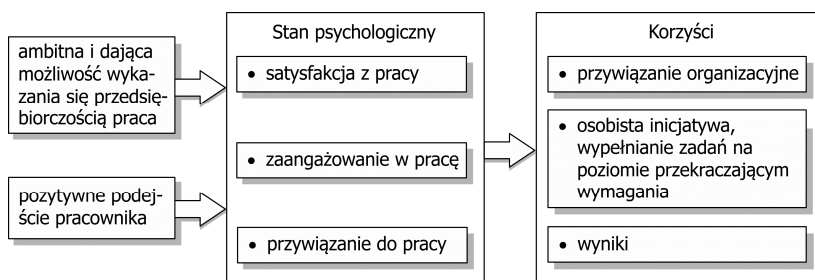 ambitna i dająca
możliwość wyka-
zania się przedsię-
biorczością praca
pozytywne podej-
ście pracownika
Stan psychologiczny
• satysfakcja z pracy
• zaangażowanie w pracę
• przywiązanie do pracy
Korzyści
• przywiązanie organizacyjne
• osobista inicjatywa,
wypełnianie zadań na
poziomie przekraczającym
wymagania
• wyniki